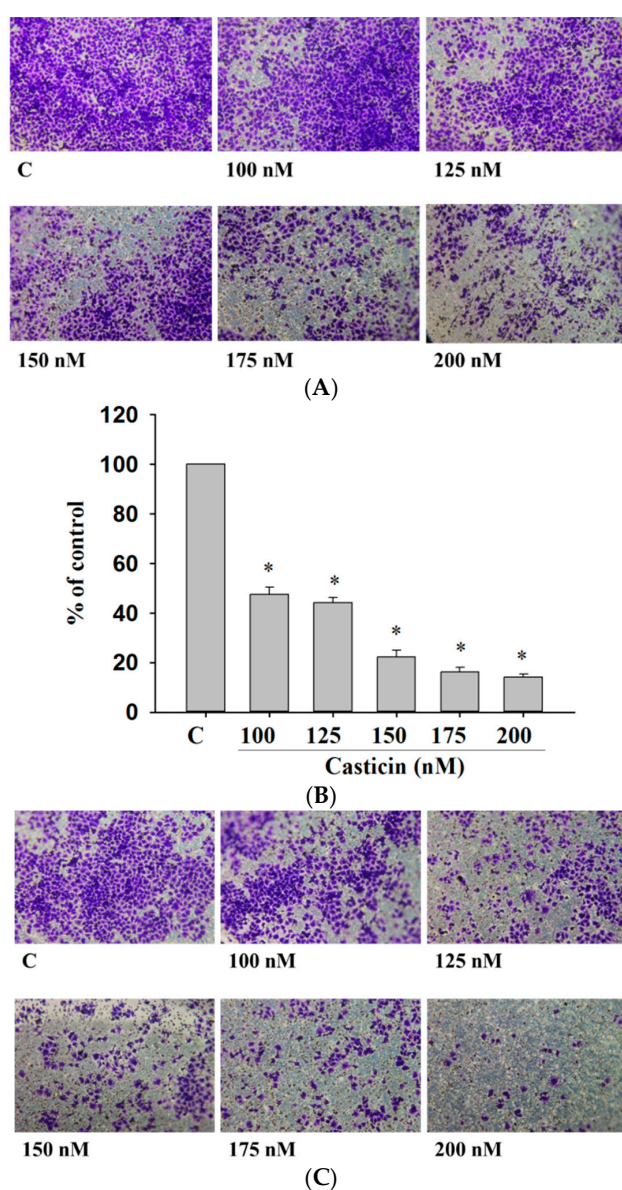 C 100 nM 125 nM
150 nM 175 nM 200 nM
(A)
120
100
80
60
40
20
0
% of control
* * * * *
C 100 125 150 175 200
Casticin (nM)
(B)
C 100 nM 125 nM
150 nM 175 nM 200 nM
(C)